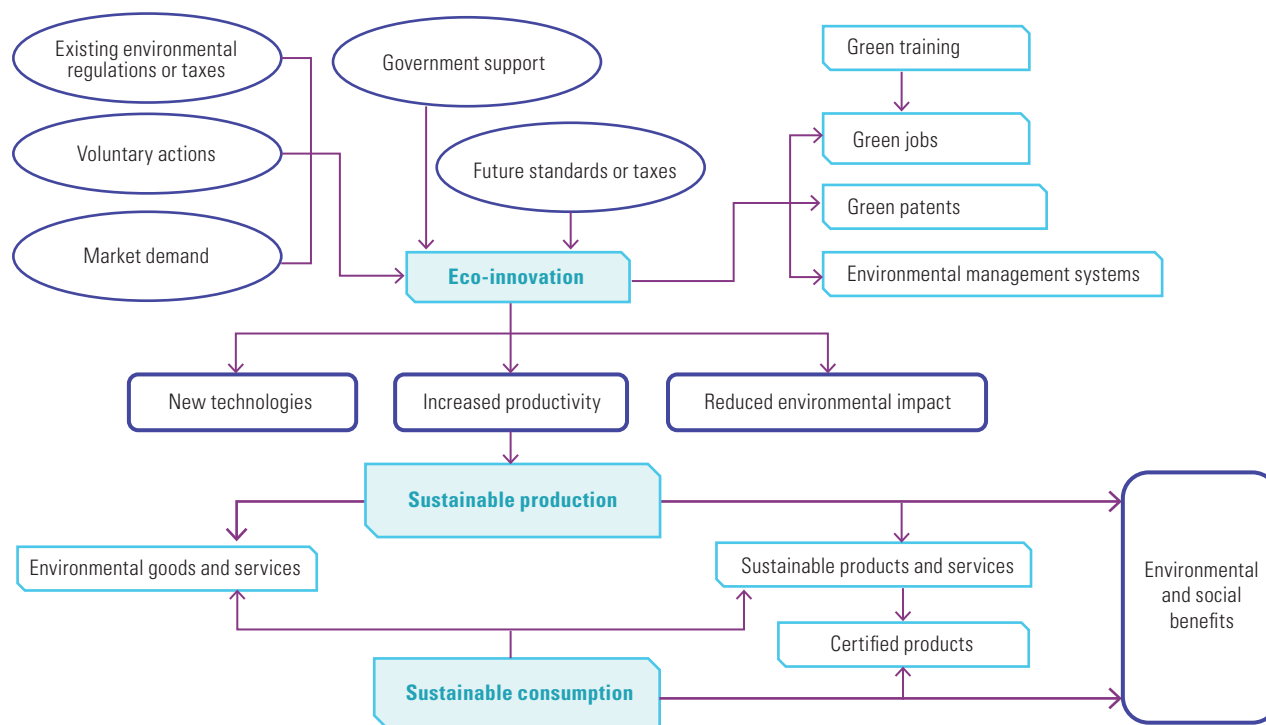 Existing environmental
regulations or taxes
Government support
Green training
Voluntary actions
Future standards or taxes
Green jobs
Green patents
Market demand
Eco-innovation
Environmental management systems
New technologies
Increased productivity
Reduced environmental impact
Sustainable production
Environmental goods and services
Sustainable products and services
Environmental
and social
benefits
Certified products
Sustainable consumption